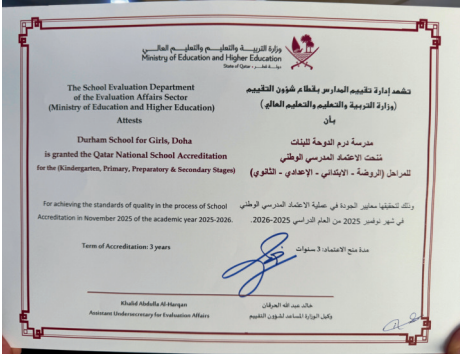 وزارة التربية والتعليم والتعليم العالي
Ministry of Education and Higher Education
State of Qatar - دولة قطر
The School Evaluation Department
of the Evaluation Affairs Sector
(Ministry of Education and Higher Education)
Attests
Durham School for Girls, Doha
is granted the Qatar National School Accreditation
for the (Kindergarten, Primary, Preparatory & Secondary Stages)
For achieving the standards of quality in the process of School
Accreditation in November 2025 of the academic year 2025-2026.
Term of Accreditation: 3 years
تشهد إدارة تقييم المدارس بقطاع شؤون التقييم
(وزارة التربية والتعليم والتعليم العالي)
بأن
مدرسة درم الدوحة للبنات
مُنحت الاعتماد المدرسي الوطني
للمراحل (الروضة - الابتدائي - الإعدادي - الثانوي)
وذلك لتحقيقها معايير الجودة في عملية الاعتماد المدرسي الوطني
في شهر نوفمبر 2025 من العام الدراسي 2025-2026.
مدة منح الاعتماد: 3 سنوات
Khalid Abdulla Al-Harqan
Assistant Undersecretary for Evaluation Affairs
خالد عبد الله الحرقان
وكيل الوزارة المساعد لشؤون التقييم